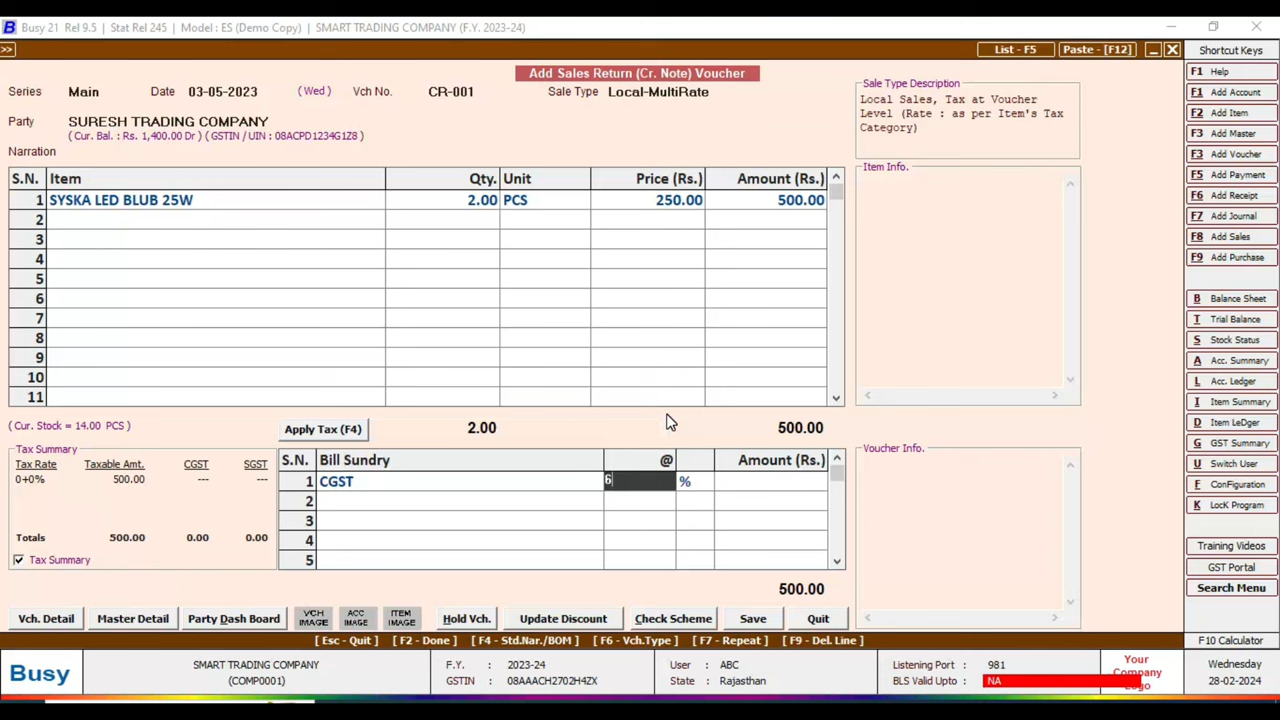 Busy 21 Rel 9.5 | Stat Rel 245 | Model : ES (Demo Copy) | SMART TRADING COMPANY (F.Y. 2023-24)
>> List - F5 Paste - [F12]
Shortcut Keys
Add Sales Return (Cr. Note) Voucher
Series Main Date 03-05-2023 ( Wed ) Vch No. CR-001 Sale Type Local-MultiRate
Party SURESH TRADING COMPANY
( Cur. Bal. : Rs. 1,400.00 Dr ) ( GSTIN / UIN : 08ACPD1234G1Z8 )
Narration
Sale Type Description
Local Sales, Tax at Voucher
Level (Rate : as per Item's Tax
Category)
S.N. Item Qty. Unit Price (Rs.) Amount (Rs.)
1 SYSKA LED BLUB 25W 2.00 PCS 250.00 500.00
2
3
4
5
6
7
8
9
10
11
Item Info.
( Cur. Stock = 14.00 PCS ) Apply Tax (F4) 2.00 500.00
Tax Summary
Tax Rate Taxable Amt. CGST SGST
0+0% 500.00 --- ---
Totals 500.00 0.00 0.00
Tax Summary
S.N. Bill Sundry @ Amount (Rs.)
1 CGST 6 %
2
3
4
5
500.00
Voucher Info.
Vch. Detail Master Detail Party Dash Board VCH IMAGE ACC IMAGE ITEM IMAGE Hold Vch. Update Discount Check Scheme Save Quit
[ Esc - Quit ] [ F2 - Done ] [ F4 - Std.Nar./BOM ] [ F6 - Vch.Type ] [ F7 - Repeat ] [ F9 - Del. Line ]
F1 Help
F1 Add Account
F2 Add Item
F3 Add Master
F3 Add Voucher
F5 Add Payment
F6 Add Receipt
F7 Add Journal
F8 Add Sales
F9 Add Purchase
B Balance Sheet
T Trial Balance
S Stock Status
A Acc. Summary
L Acc. Ledger
I Item Summary
D Item LeDger
G GST Summary
U Switch User
F ConFiguration
K LocK Program
Training Videos
GST Portal
Search Menu
F10 Calculator
Busy
SMART TRADING COMPANY
(COMP0001)
F.Y. : 2023-24
GSTIN : 08AAACH2702H4ZX
User : ABC
State : Rajasthan
Listening Port : 981
BLS Valid Upto : NA
Your
Company
Logo
Wednesday
28-02-2024